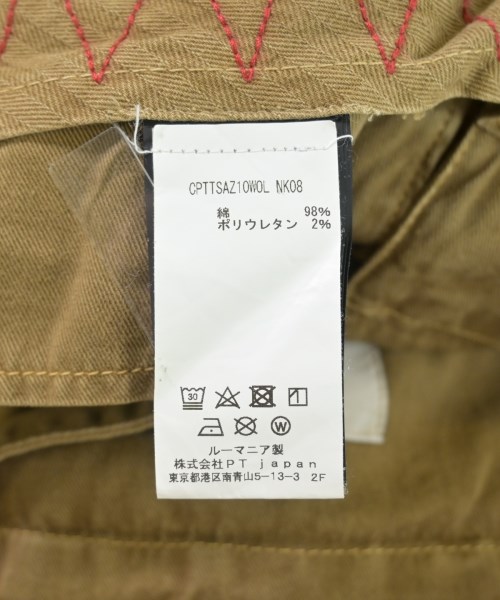 CPTTSAZ10WOL NK08
綿 98%
ポリウレタン 2%
30
W
ルーマニア製
株式会社PT japan
東京都港区南青山5-13-3 2F